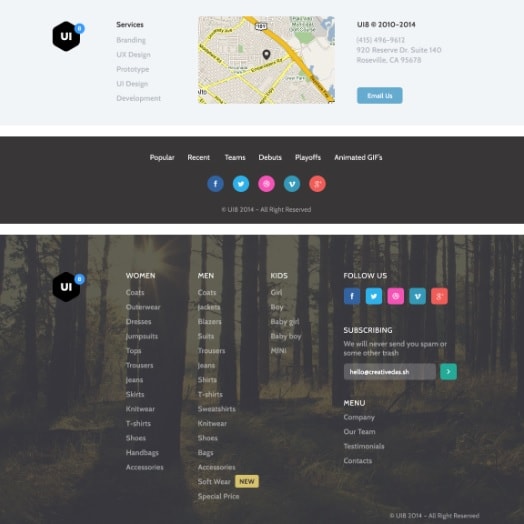 UI 8
Services
Branding
UX Design
Prototype
UI Design
Development
161
UI8 © 2010-2014
(415) 496-9612
920 Reserve Dr. Suite 140
Roseville, CA 95678
Email Us
Popular Recent Teams Debuts Playoffs Animated GIF's
© UI8 2014 - All Right Reserved
UI 8
WOMEN
Coats
Outerwear
Dresses
Jumpsuits
Tops
Trousers
Jeans
Skirts
Knitwear
T-shirts
Shoes
Handbags
Accessories
MEN
Coats
Jackets
Blazers
Suits
Trousers
Jeans
Shirts
T-shirts
Sweatshirts
Knitwear
Shoes
Bags
Accessories
Soft Wear NEW
Special Price
KIDS
Girl
Boy
Baby girl
Baby boy
MINI
FOLLOW US
SUBSCRIBING
We will never send you spam or
some other trash
hello@creativedas.sh
MENU
Company
Our Team
Testimonials
Contacts
© UI8 2014 - All Right Reserved